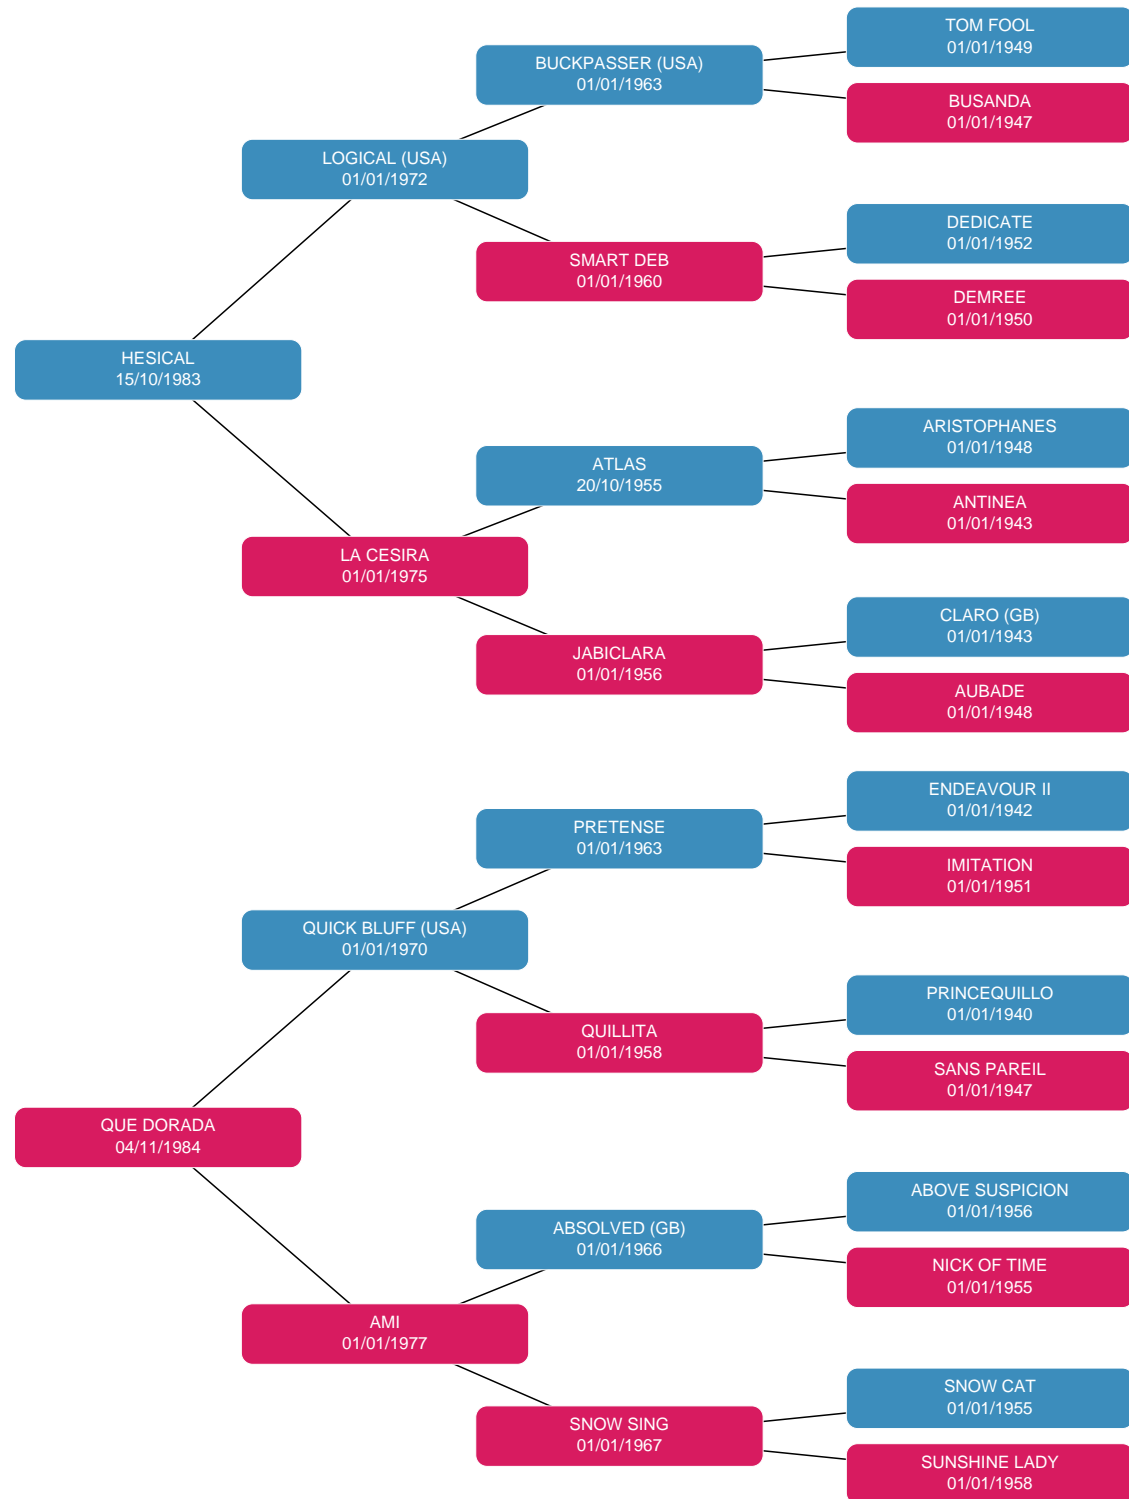 TOM FOOL
01/01/1949
BUCKPASSER (USA)
01/01/1963
BUSANDA
01/01/1947
LOGICAL (USA)
01/01/1972
DEDICATE
01/01/1952
SMART DEB
01/01/1960
DEMREE
01/01/1950
HESICAL
15/10/1983
ARISTOPHANES
01/01/1948
ATLAS
20/10/1955
ANTINEA
01/01/1943
LA CESIRA
01/01/1975
CLARO (GB)
01/01/1943
JABICLARA
01/01/1956
AUBADE
01/01/1948
ENDEAVOUR II
01/01/1942
PRETENSE
01/01/1963
IMITATION
01/01/1951
QUICK BLUFF (USA)
01/01/1970
PRINCEQUILLO
01/01/1940
QUILLITA
01/01/1958
SANS PAREIL
01/01/1947
QUE DORADA
04/11/1984
ABOVE SUSPICION
01/01/1956
ABSOLVED (GB)
01/01/1966
NICK OF TIME
01/01/1955
AMI
01/01/1977
SNOW CAT
01/01/1955
SNOW SING
01/01/1967
SUNSHINE LADY
01/01/1958